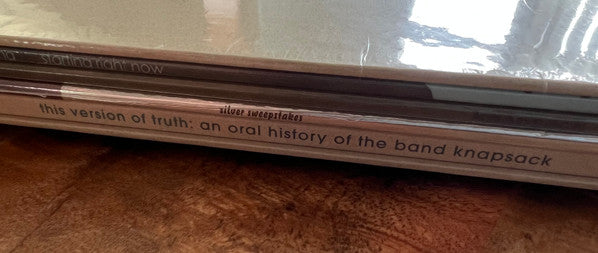 starting right now
silver sweepstakes
this version of truth: an oral history of the band knapsack